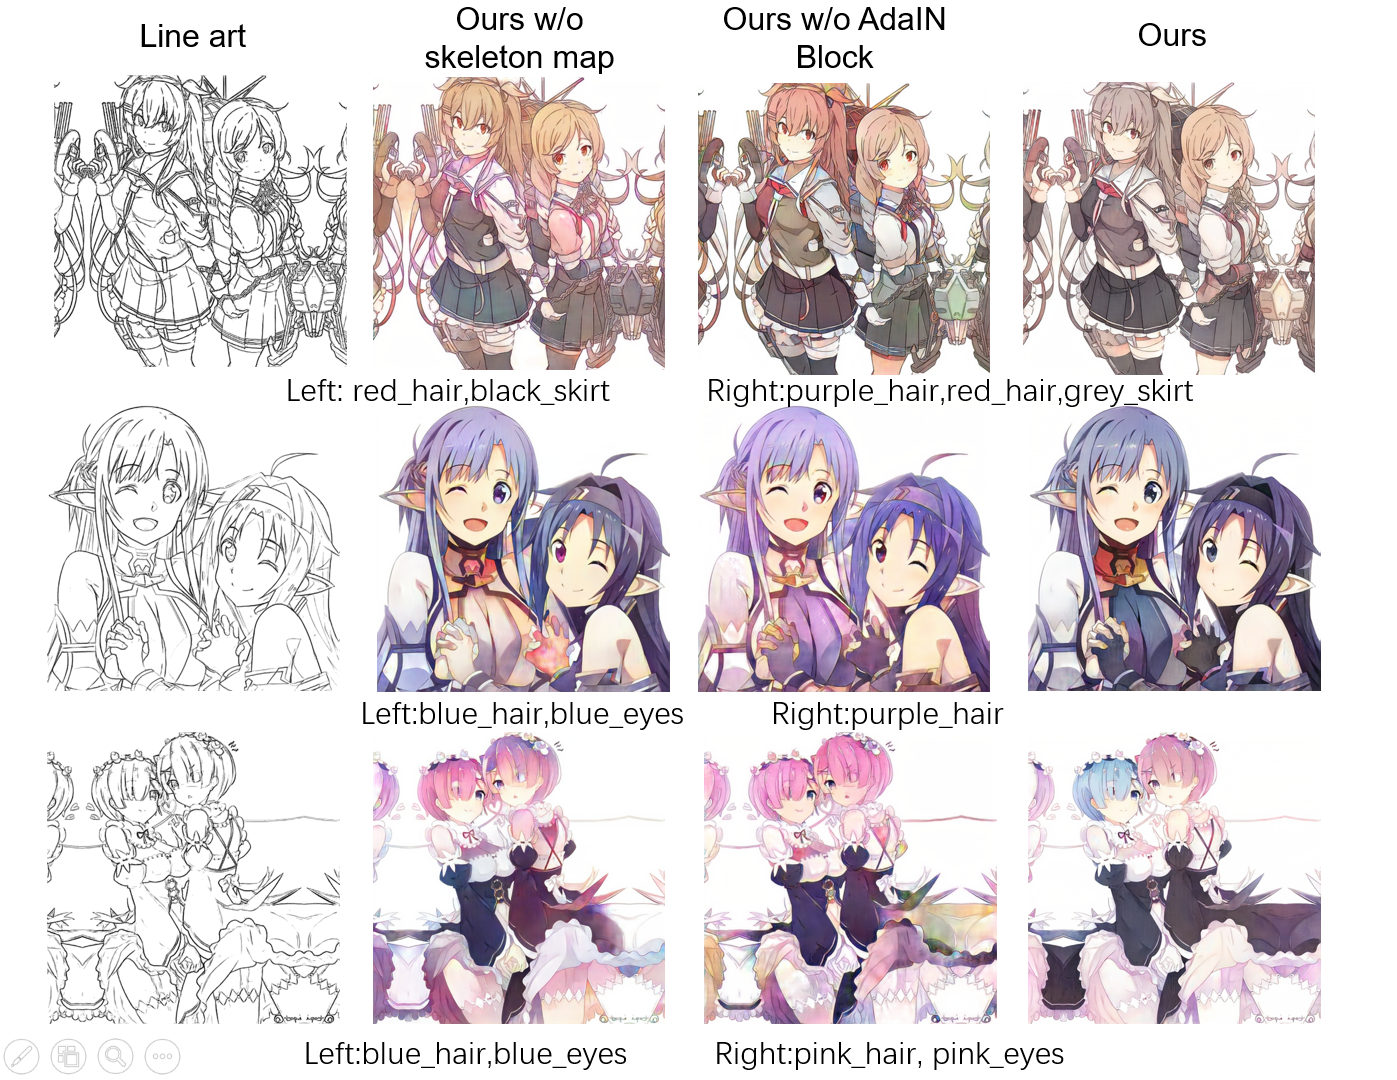 Line art
Ours w/o
skeleton map
Ours w/o AdaIN
Block
Ours
Left: red_hair,black_skirt
Right:purple_hair,red_hair,grey_skirt
Left:blue_hair,blue_eyes
Right:purple_hair
Left:blue_hair,blue_eyes
Right:pink_hair, pink_eyes